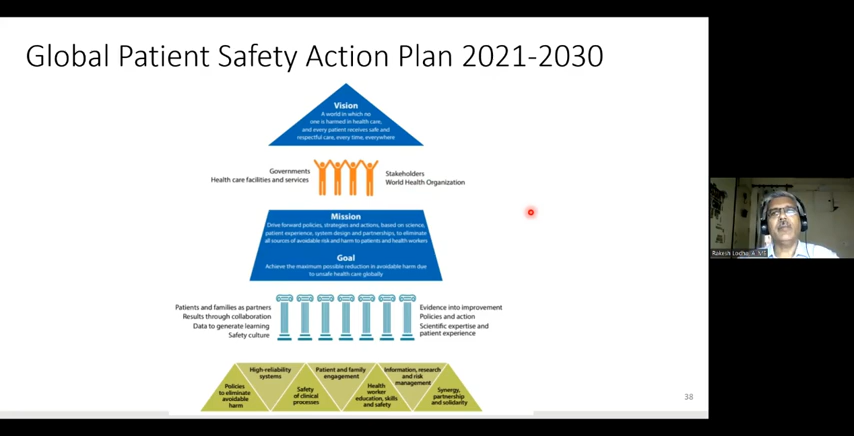 Global Patient Safety Action Plan 2021-2030
Vision
A world in which no
one is harmed in health care,
and every patient receives safe and
respectful care, every time, everywhere
Governments
Health care facilities and services
Stakeholders
World Health Organization
Mission
Drive forward policies, strategies and actions, based on science,
patient experience, system design and partnerships, to eliminate
all sources of avoidable risk and harm to patients and health workers
Goal
Achieve the maximum possible reduction in avoidable harm due
to unsafe health care globally
Patients and families as partners
Results through collaboration
Data to generate learning
Safety culture
Evidence into improvement
Policies and action
Scientific expertise and
patient experience
Policies
to eliminate
avoidable
harm
High-reliability
systems
Safety
of clinical
processes
Patient and family
engagement
Health
worker
education, skills
and safety
Information, research
and risk
management
Synergy,
partnership
and solidarity
38
Rakesh